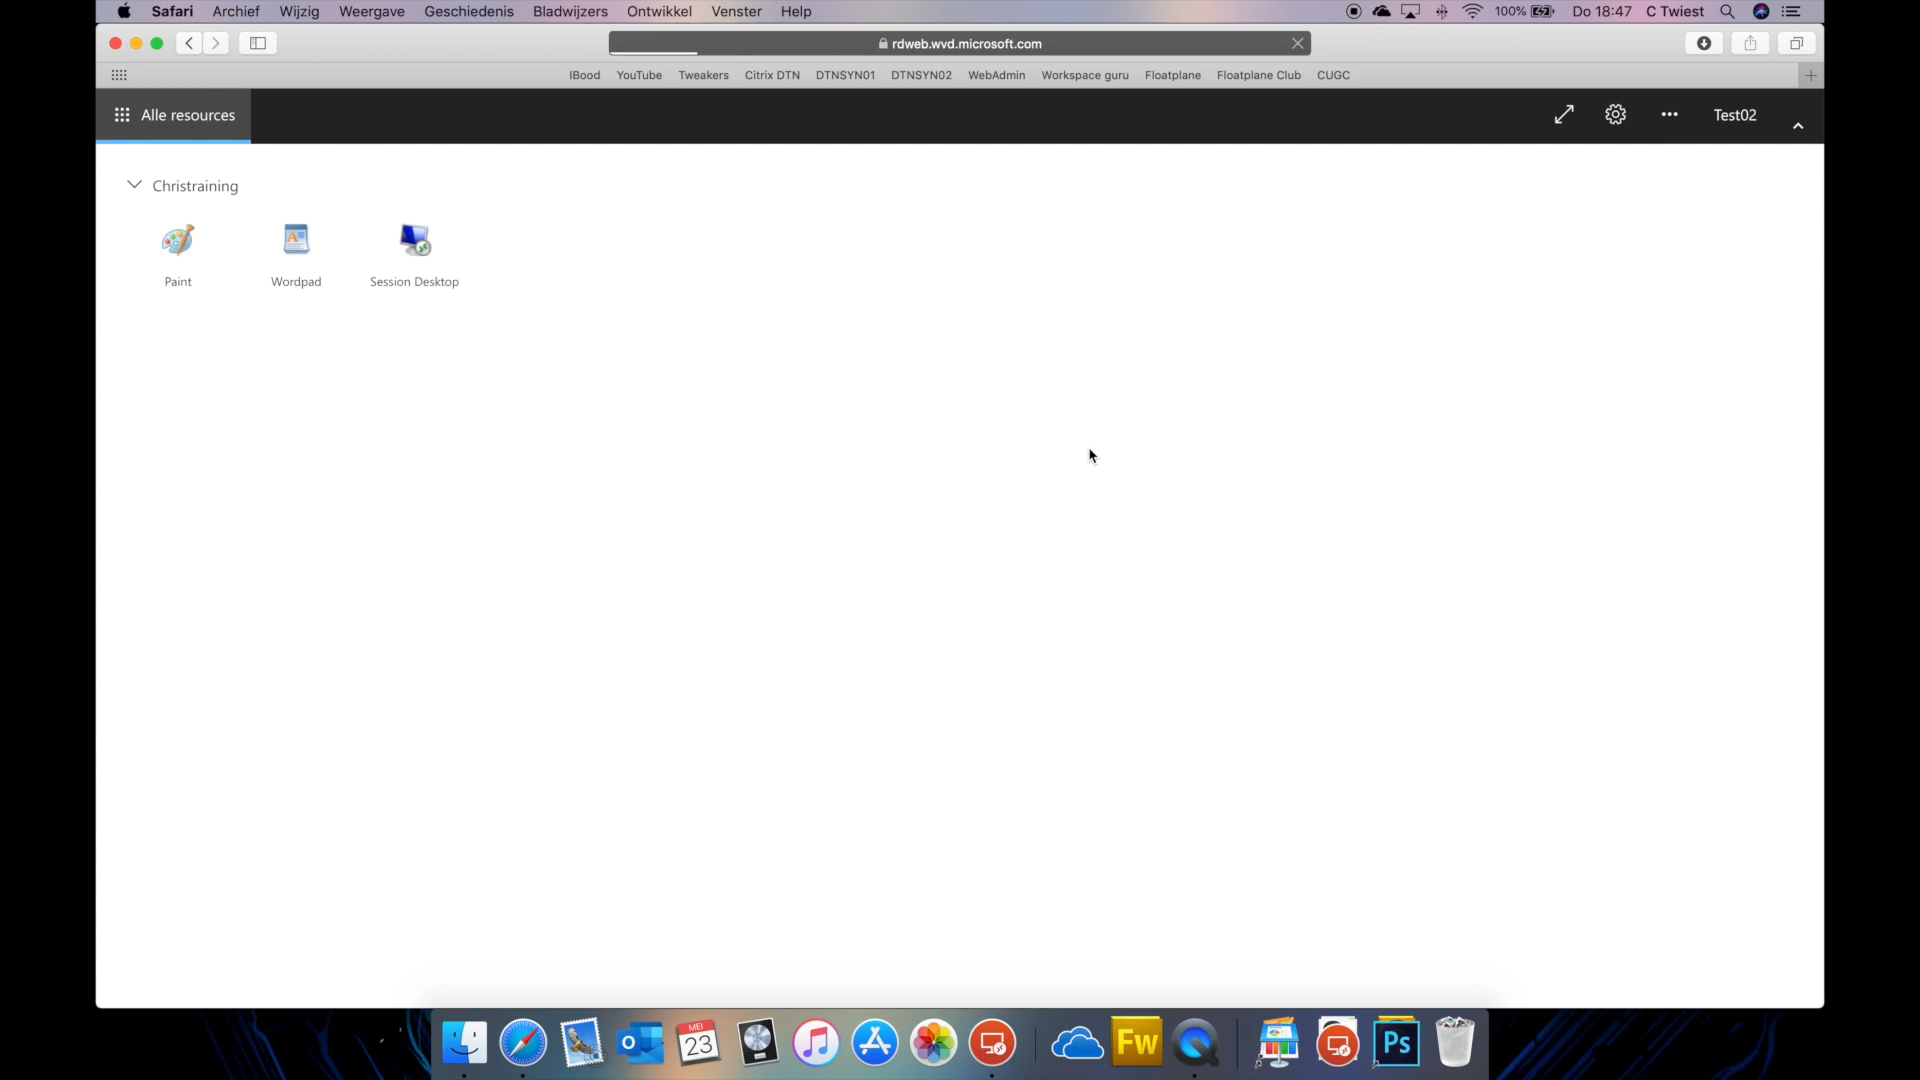 Safari Archief Wijzig Weergave Geschiedenis Bladwijzers Ontwikkel Venster Help 100% Do 18:47 C Twiest
rdweb.wvd.microsoft.com
IBood YouTube Tweakers Citrix DTN DTNSYN01 DTNSYN02 WebAdmin Workspace guru Floatplane Floatplane Club CUGC
Alle resources Test02
Christraining
Paint Wordpad Session Desktop
MEI
23
Fw
Ps